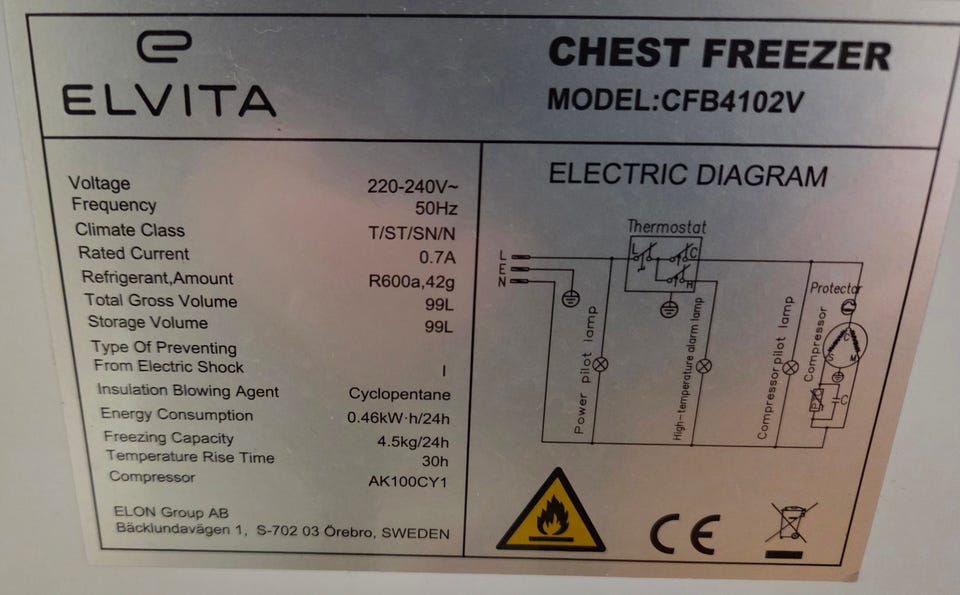 ELVITA
CHEST FREEZER
MODEL:CFB4102V
Voltage 220-240V~
Frequency 50Hz
Climate Class T/ST/SN/N
Rated Current 0.7A
Refrigerant,Amount R600a,42g
Total Gross Volume 99L
Storage Volume 99L
Type Of Preventing
From Electric Shock I
Insulation Blowing Agent Cyclopentane
Energy Consumption 0.46kW·h/24h
Freezing Capacity 4.5kg/24h
Temperature Rise Time 30h
Compressor AK100CY1
ELON Group AB
Bäcklundavägen 1, S-702 03 Örebro, SWEDEN
ELECTRIC DIAGRAM
Thermostat
L
C
H
L
E
N
Power pilot lamp
High-temperature alarm lamp
Compressor pilot lamp
Compressor
Protector
C
S M
C
CE